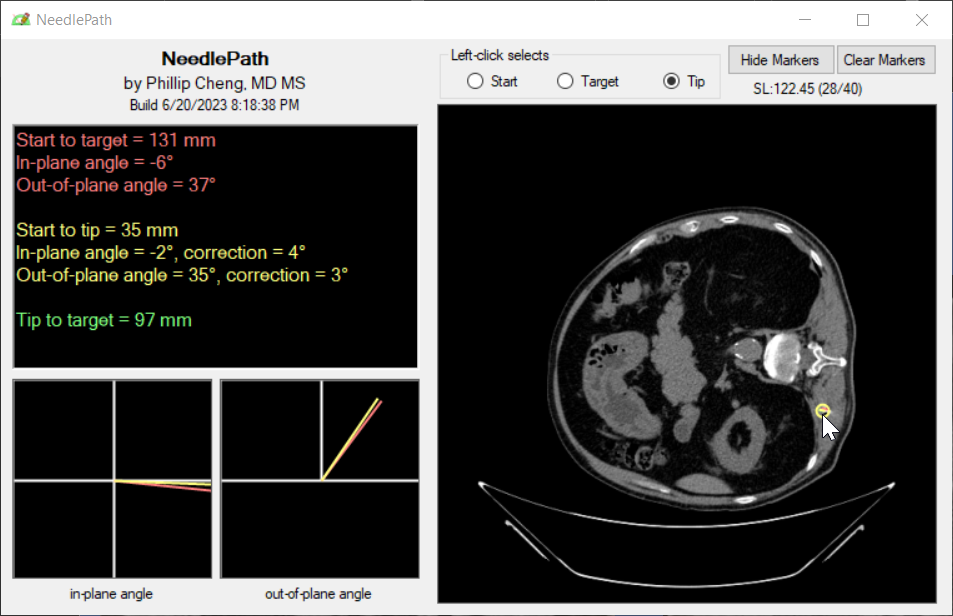 NeedlePath
NeedlePath
by Phillip Cheng, MD MS
Build 6/20/2023 8:18:38 PM
Left-click selects
Start
Target
Tip
Hide Markers
Clear Markers
SL:122.45 (28/40)
Start to target = 131 mm
In-plane angle = -6°
Out-of-plane angle = 37°
Start to tip = 35 mm
In-plane angle = -2°, correction = 4°
Out-of-plane angle = 35°, correction = 3°
Tip to target = 97 mm
in-plane angle
out-of-plane angle